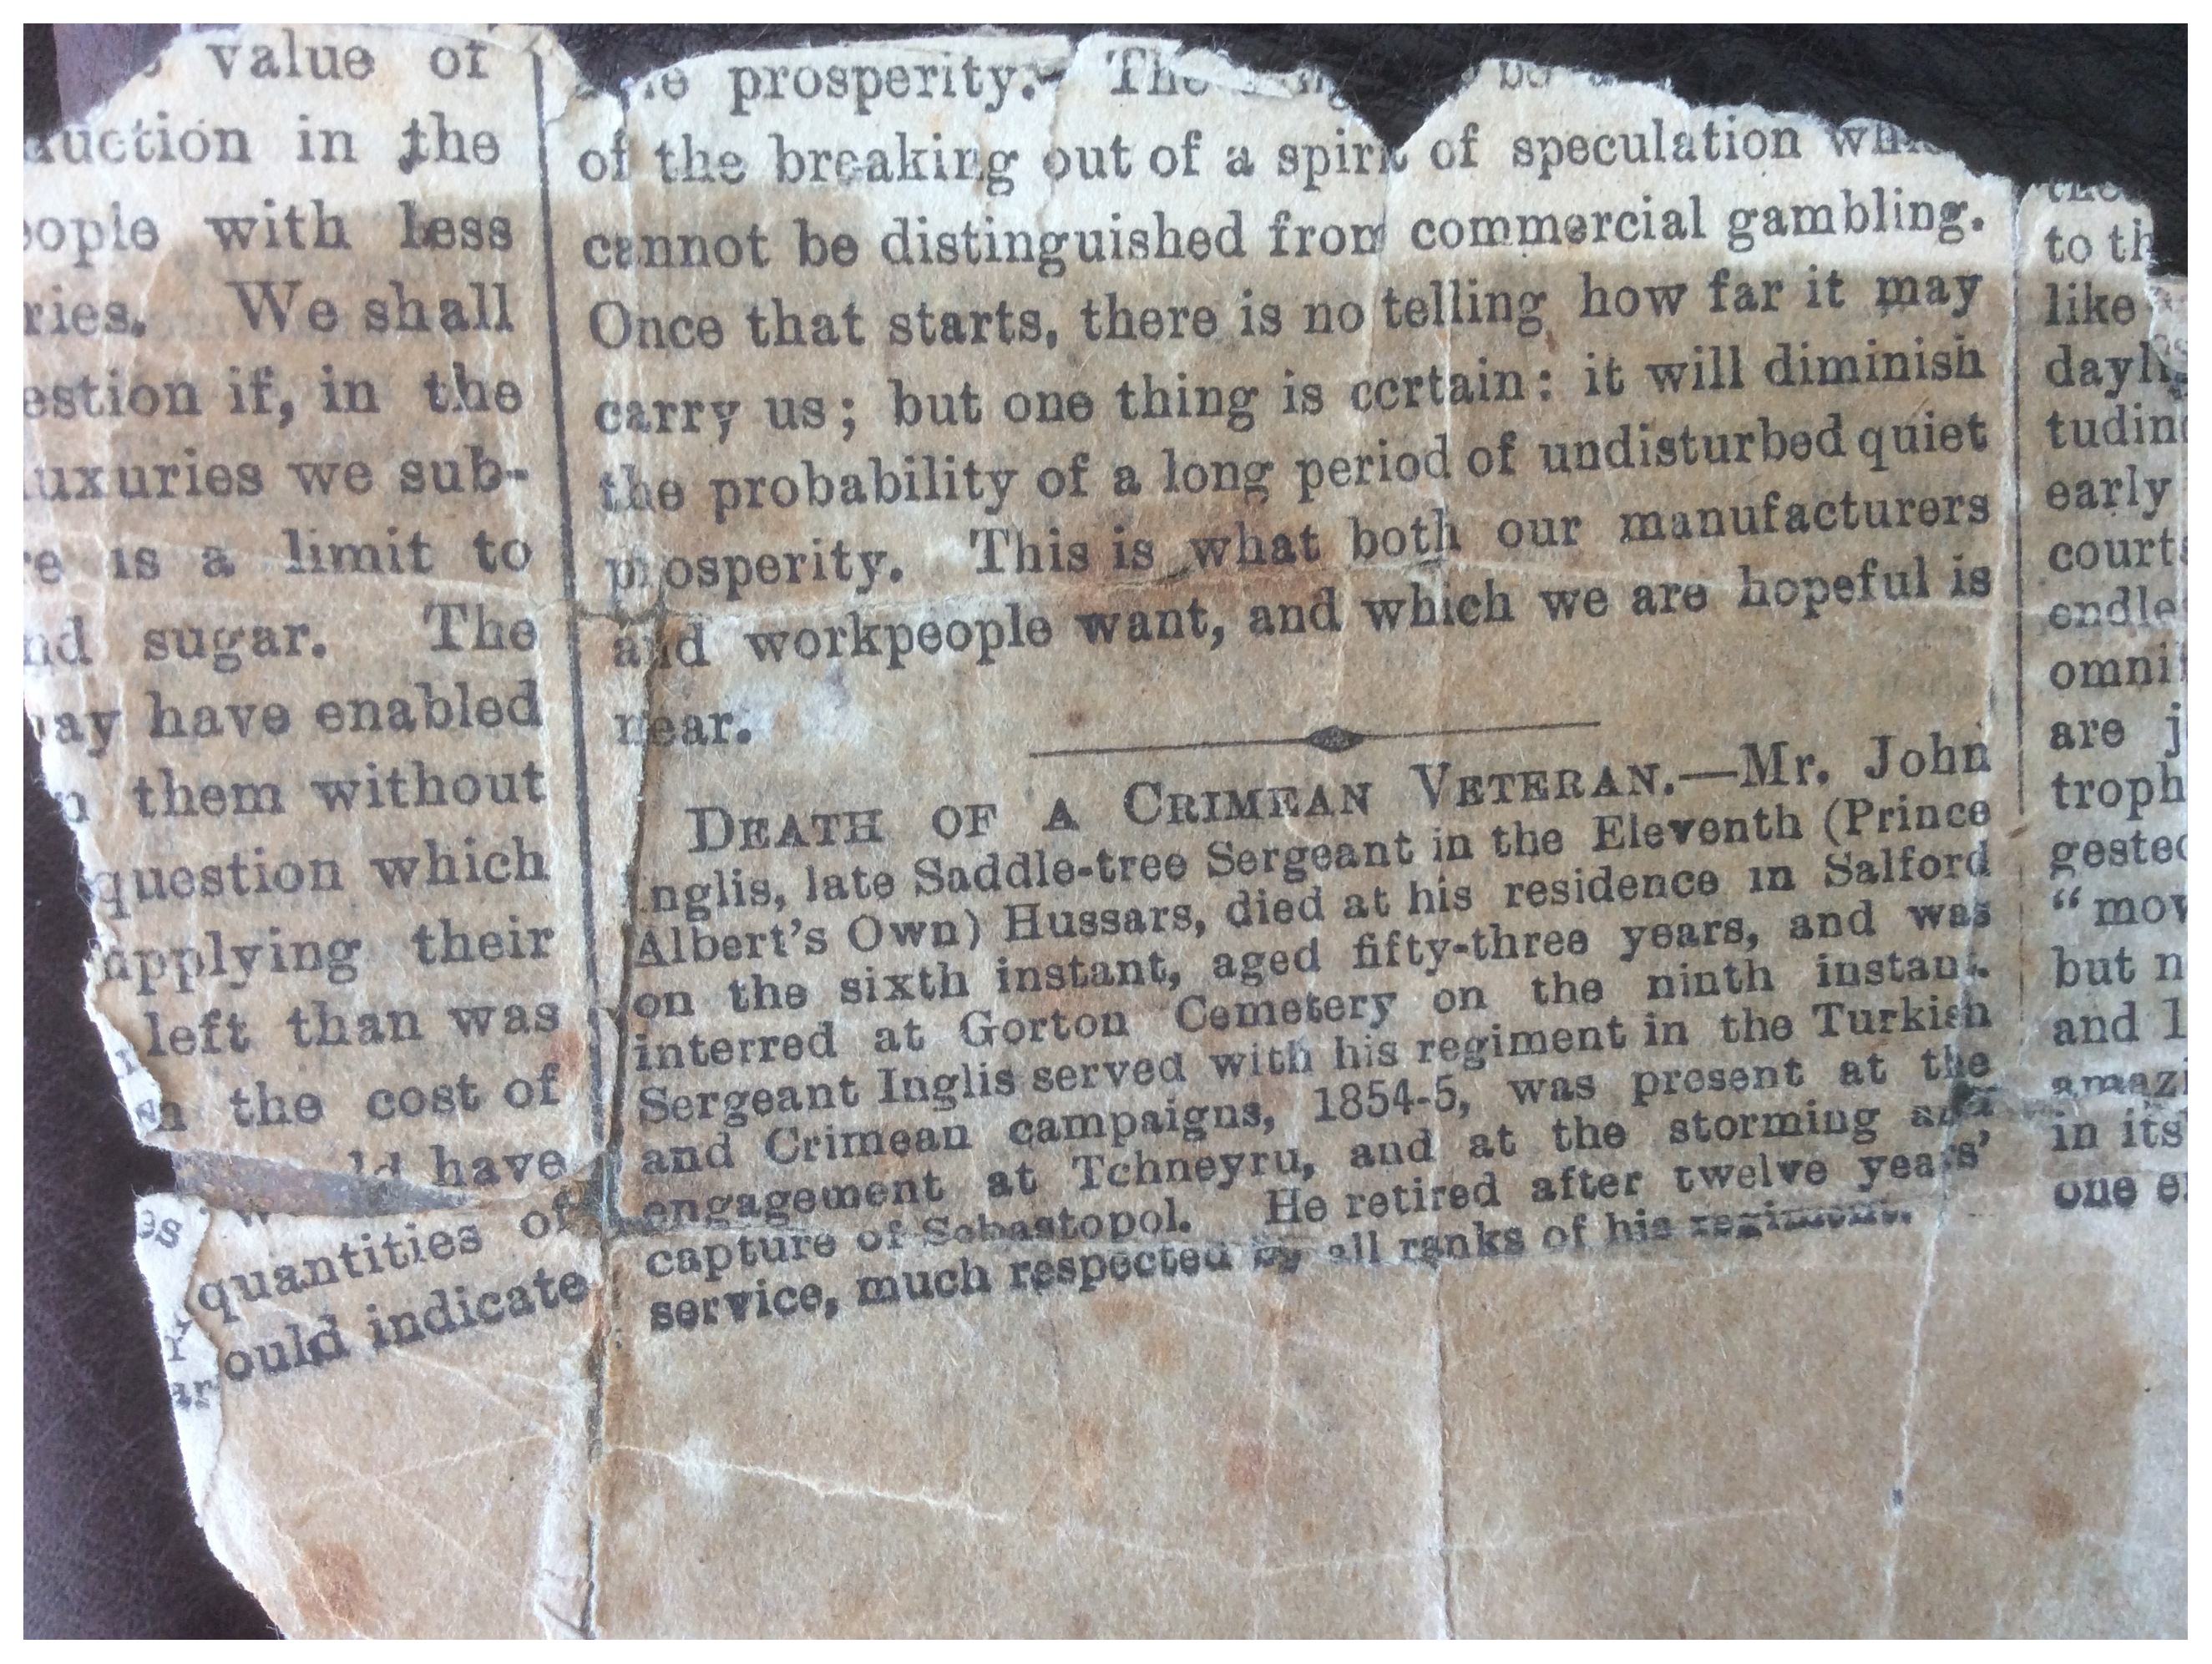 value of
duction in the
people with less
ries. We shall
estion if, in the
luxuries we sub-
re is a limit to
nd sugar. The
ay have enabled
them without
question which
applying their
left than was
the cost of
ld have
quantities of
ould indicate
prosperity. The
of the breaking out of a spirit of speculation
cannot be distinguished from commercial gambling.
Once that starts, there is no telling how far it may
carry us; but one thing is certain: it will diminish
the probability of a long period of undisturbed quiet
prosperity. This is what both our manufacturers
and workpeople want, and which we are hopeful is
near.
DEATH OF A CRIMEAN VETERAN.—Mr. John
Inglis, late Saddle-tree Sergeant in the Eleventh (Prince
Albert's Own) Hussars, died at his residence in Salford
on the sixth instant, aged fifty-three years, and was
interred at Gorton Cemetery on the ninth instant.
Sergeant Inglis served with his regiment in the Turkish
and Crimean campaigns, 1854-5, was present at the
engagement at Tchneyru, and at the storming and
capture of Sebastopol. He retired after twelve years'
service, much respected by all ranks of his regiment.
to th
like
dayli
tudin
early
court
endle
omni
are j
troph
gested
“mov
but n
and l
amazi
in its
one e